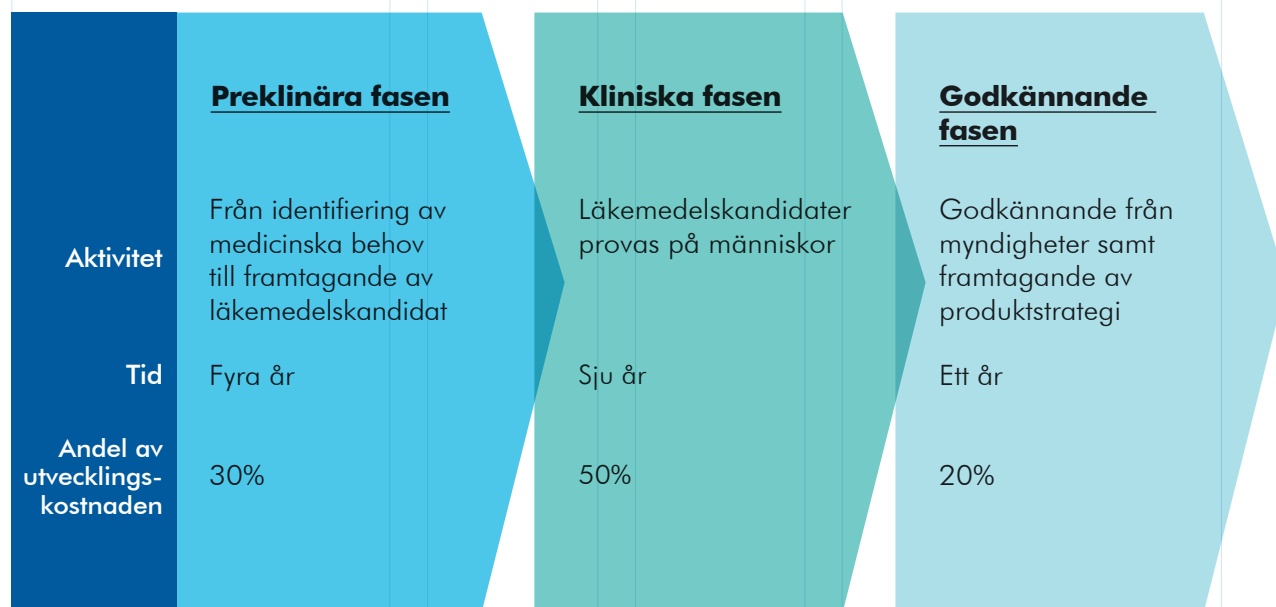 Preklinära fasen
Kliniska fasen
Godkännande
fasen
Aktivitet
Från identifiering av
medicinska behov
till framtagande av
läkemedelskandidat
Läkemedelskandidater
provas på människor
Godkännande från
myndigheter samt
framtagande av
produktstrategi
Tid
Fyra år
Sju år
Ett år
Andel av
utvecklings-
kostnaden
30%
50%
20%